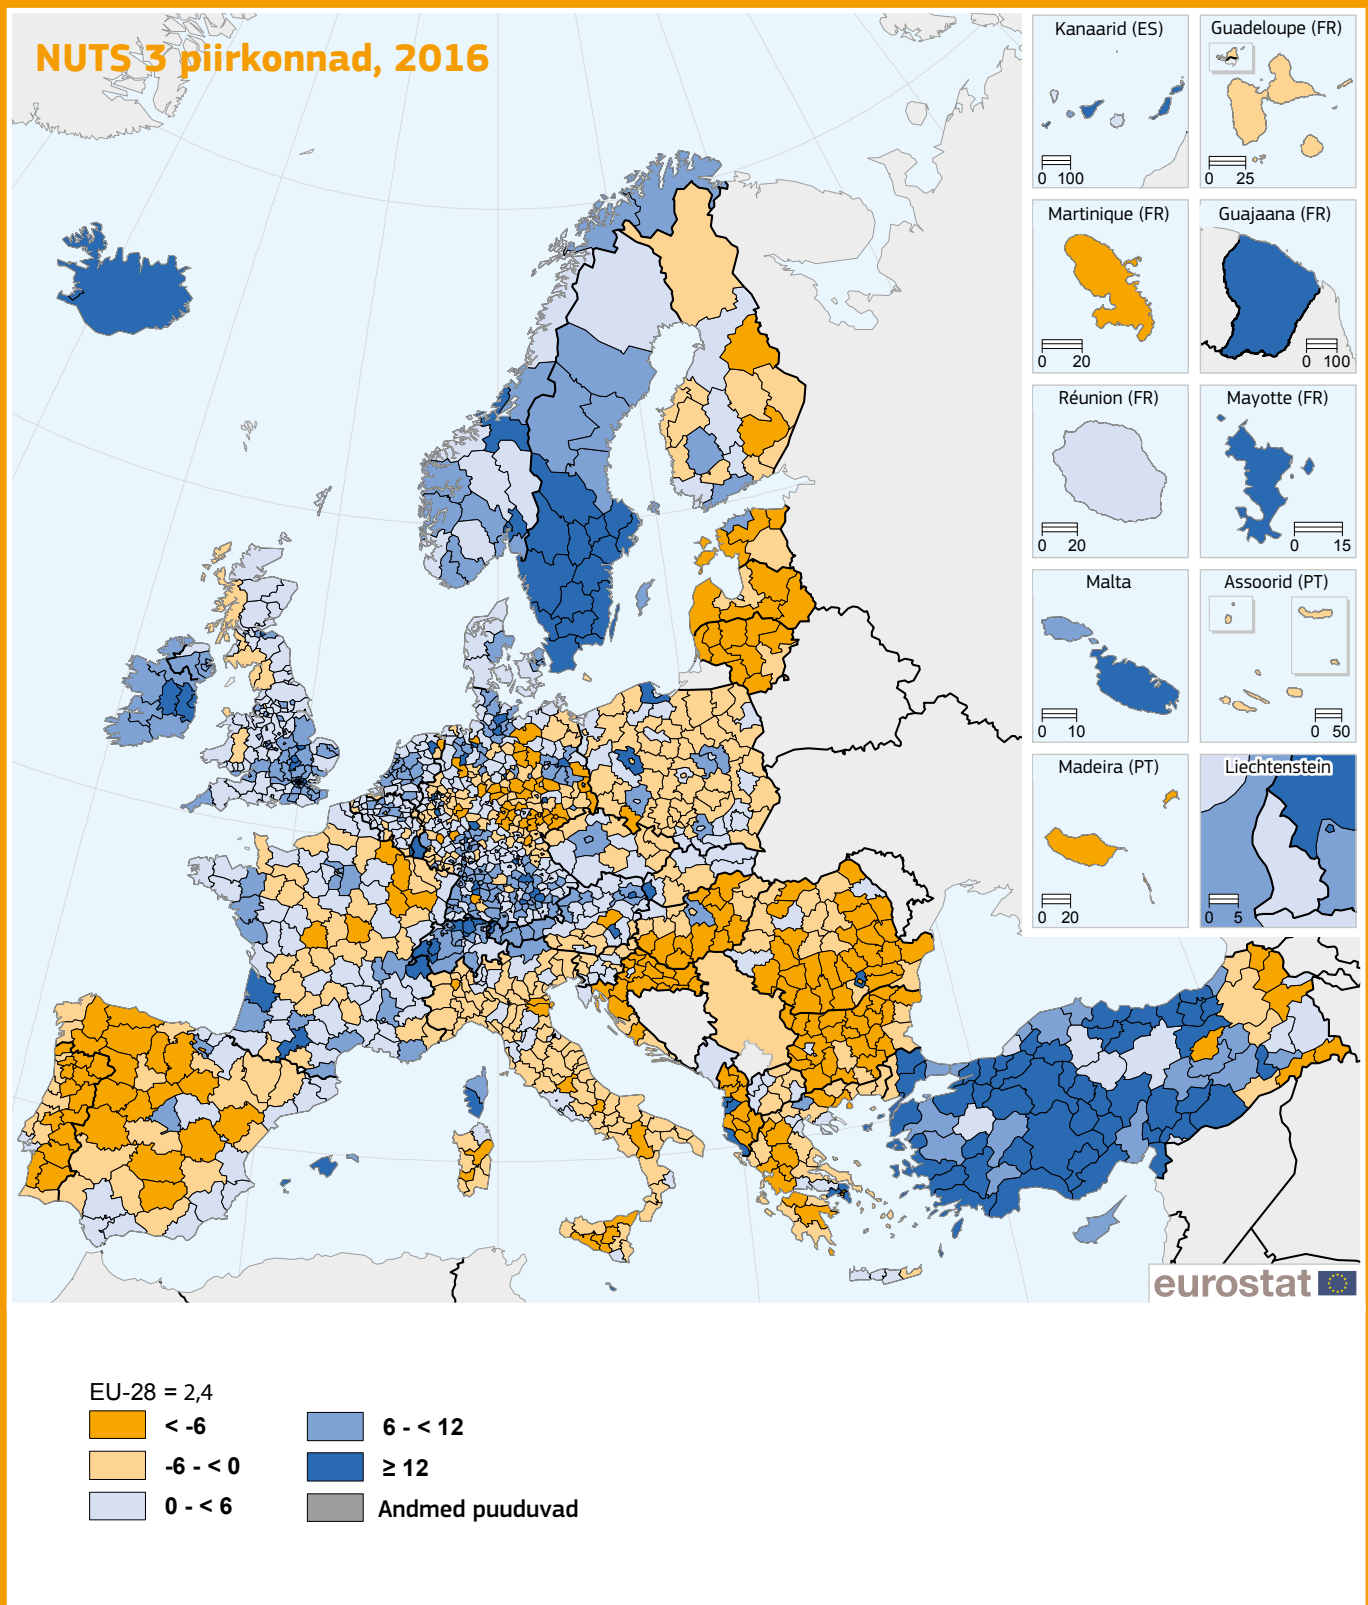 NUTS 3 piirkonnad, 2016
Kanaarid (ES)
0 100
Guadeloupe (FR)
0 25
Martinique (FR)
0 20
Guajaana (FR)
0 100
Réunion (FR)
0 20
Mayotte (FR)
0 15
Malta
0 10
Assoorid (PT)
0 50
Madeira (PT)
0 20
Liechtenstein
0 5
eurostat
EU-28 = 2,4
< -6
-6 - < 0
0 - < 6
6 - < 12
≥ 12
Andmed puuduvad